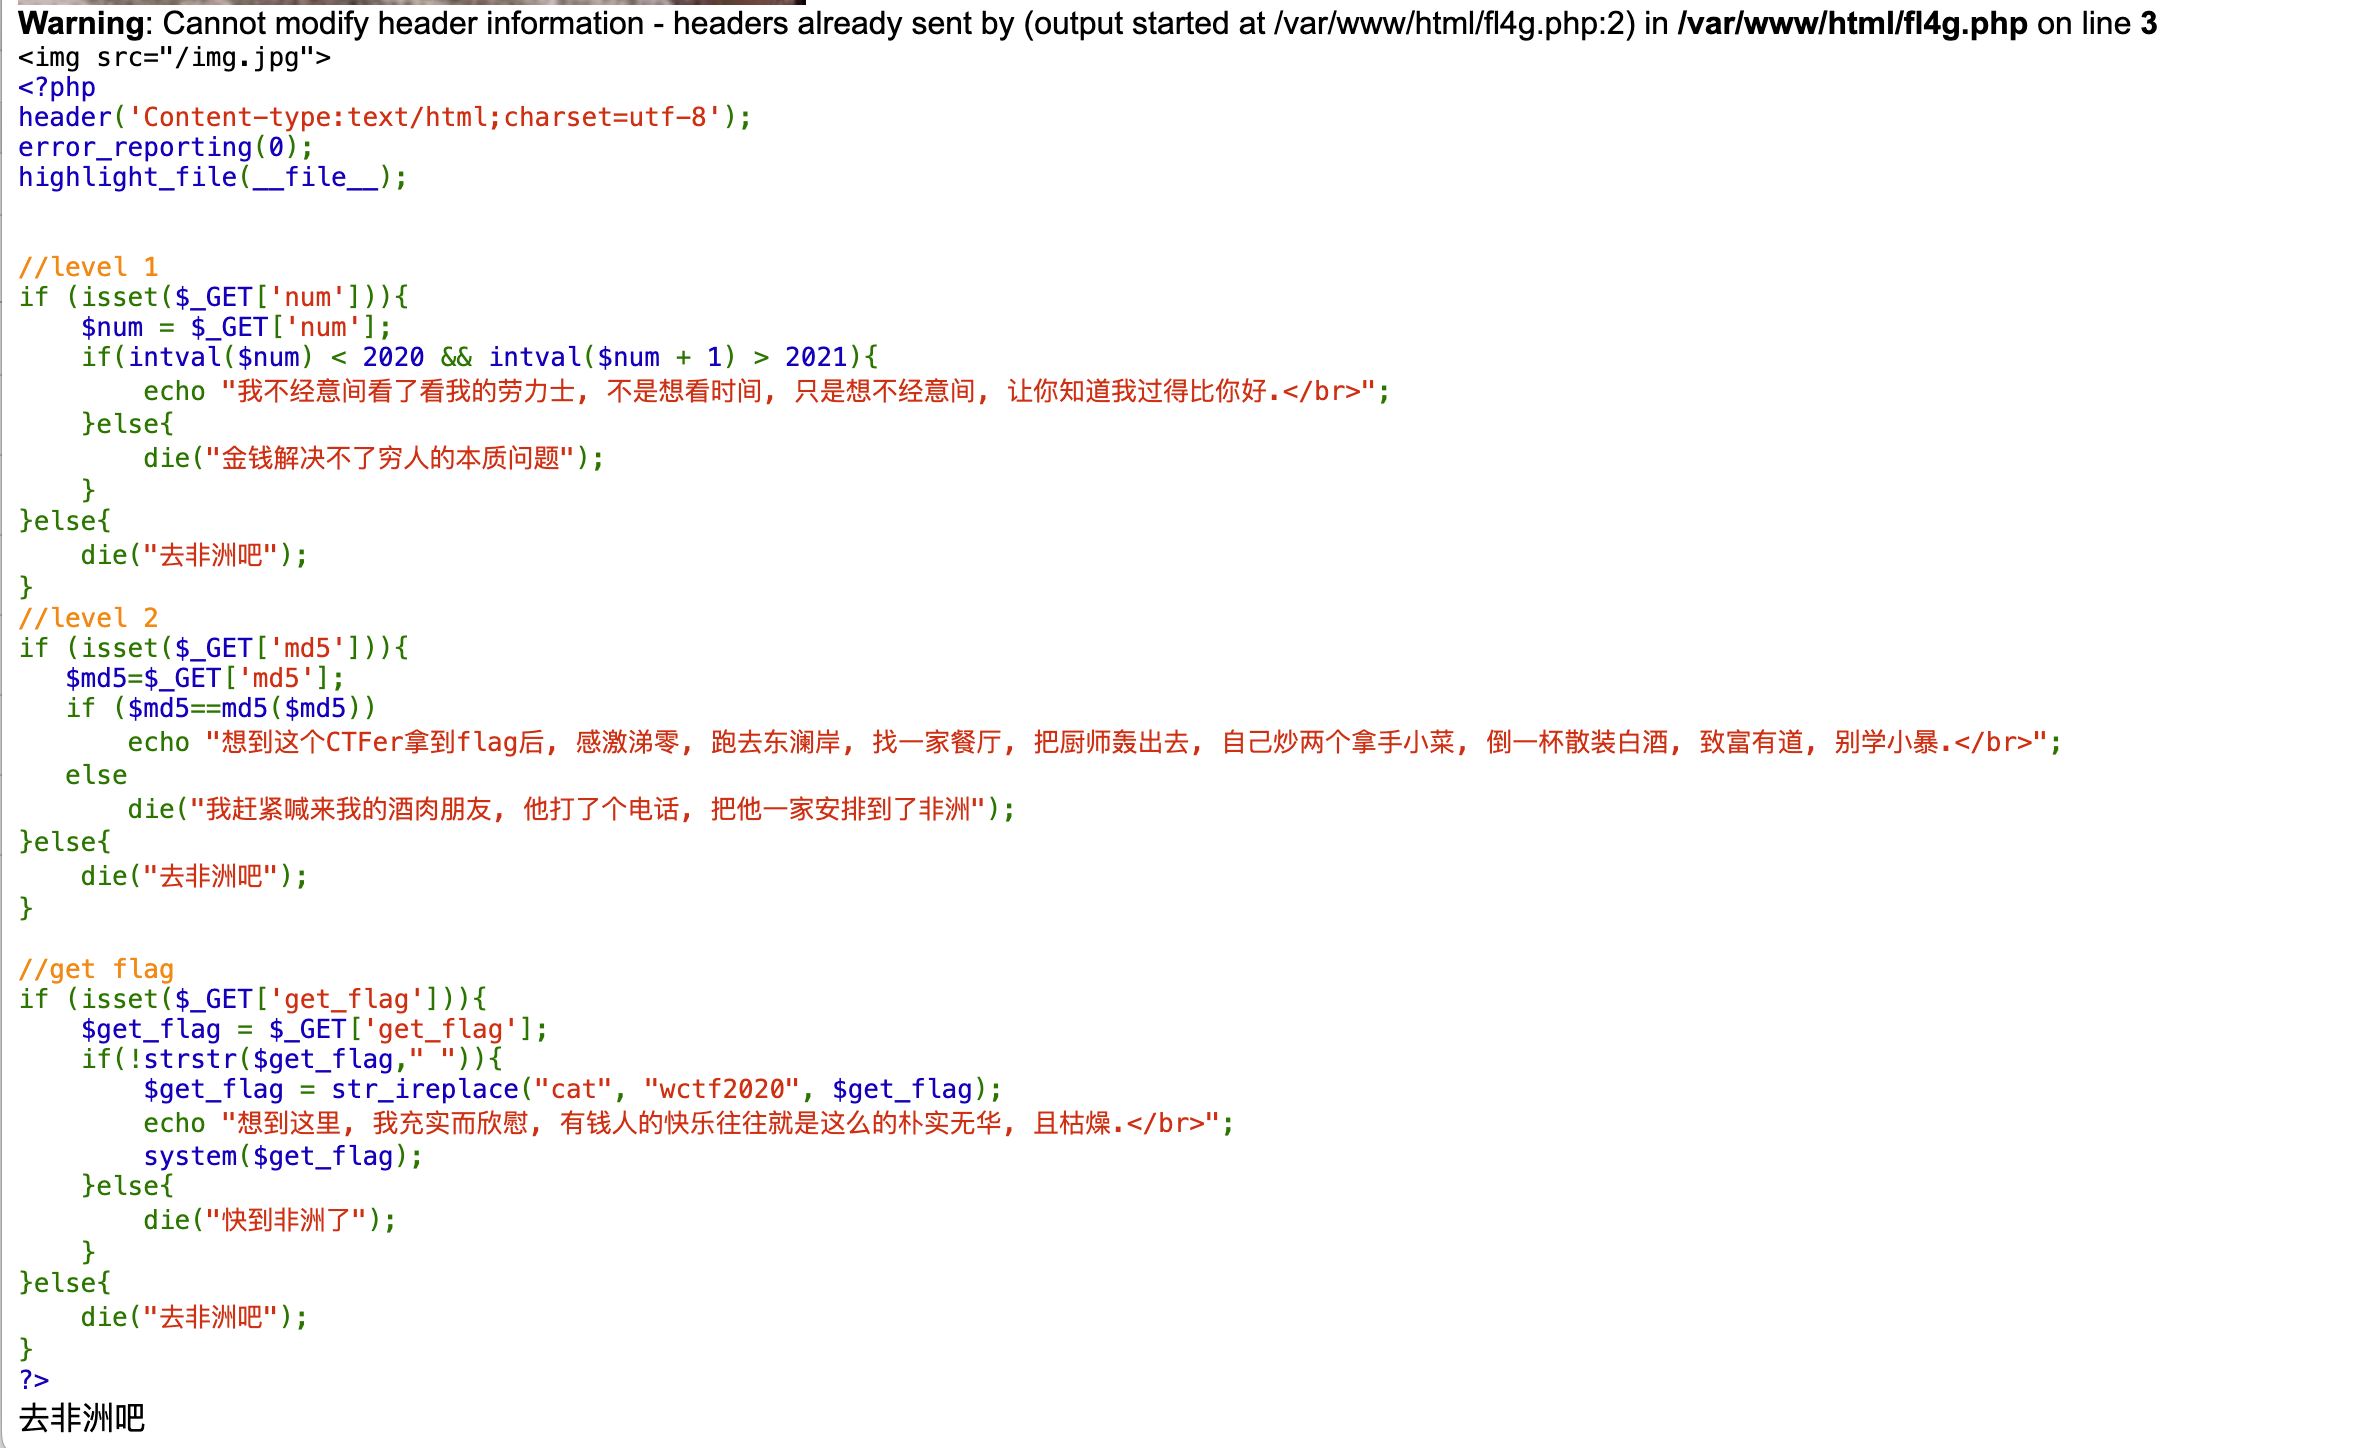 Warning: Cannot modify header information - headers already sent by (output started at /var/www/html/fl4g.php:2) in /var/www/html/fl4g.php on line 3
<img src="/img.jpg">
<?php
header('Content-type:text/html;charset=utf-8');
error_reporting(0);
highlight_file(__file__);
//level 1
if (isset($_GET['num'])){
    $num = $_GET['num'];
    if(intval($num) < 2020 && intval($num + 1) > 2021){
        echo "我不经意间看了看我的劳力士, 不是想看时间, 只是想不经意间, 让你知道我过得比你好.</br>";
    }else{
        die("金钱解决不了穷人的本质问题");
    }
}else{
    die("去非洲吧");
}
//level 2
if (isset($_GET['md5'])){
   $md5=$_GET['md5'];
   if ($md5==md5($md5))
       echo "想到这个CTFer拿到flag后, 感激涕零, 跑去东澜岸, 找一家餐厅, 把厨师轰出去, 自己炒两个拿手小菜, 倒一杯散装白酒, 致富有道, 别学小暴.</br>";
   else
       die("我赶紧喊来我的酒肉朋友, 他打了个电话, 把他一家安排到了非洲");
}else{
    die("去非洲吧");
}
//get flag
if (isset($_GET['get_flag'])){
    $get_flag = $_GET['get_flag'];
    if(!strstr($get_flag," ")){
        $get_flag = str_ireplace("cat", "wctf2020", $get_flag);
        echo "想到这里, 我充实而欣慰, 有钱人的快乐往往就是这么的朴实无华, 且枯燥.</br>";
        system($get_flag);
    }else{
        die("快到非洲了");
    }
}else{
    die("去非洲吧");
}
?>
去非洲吧